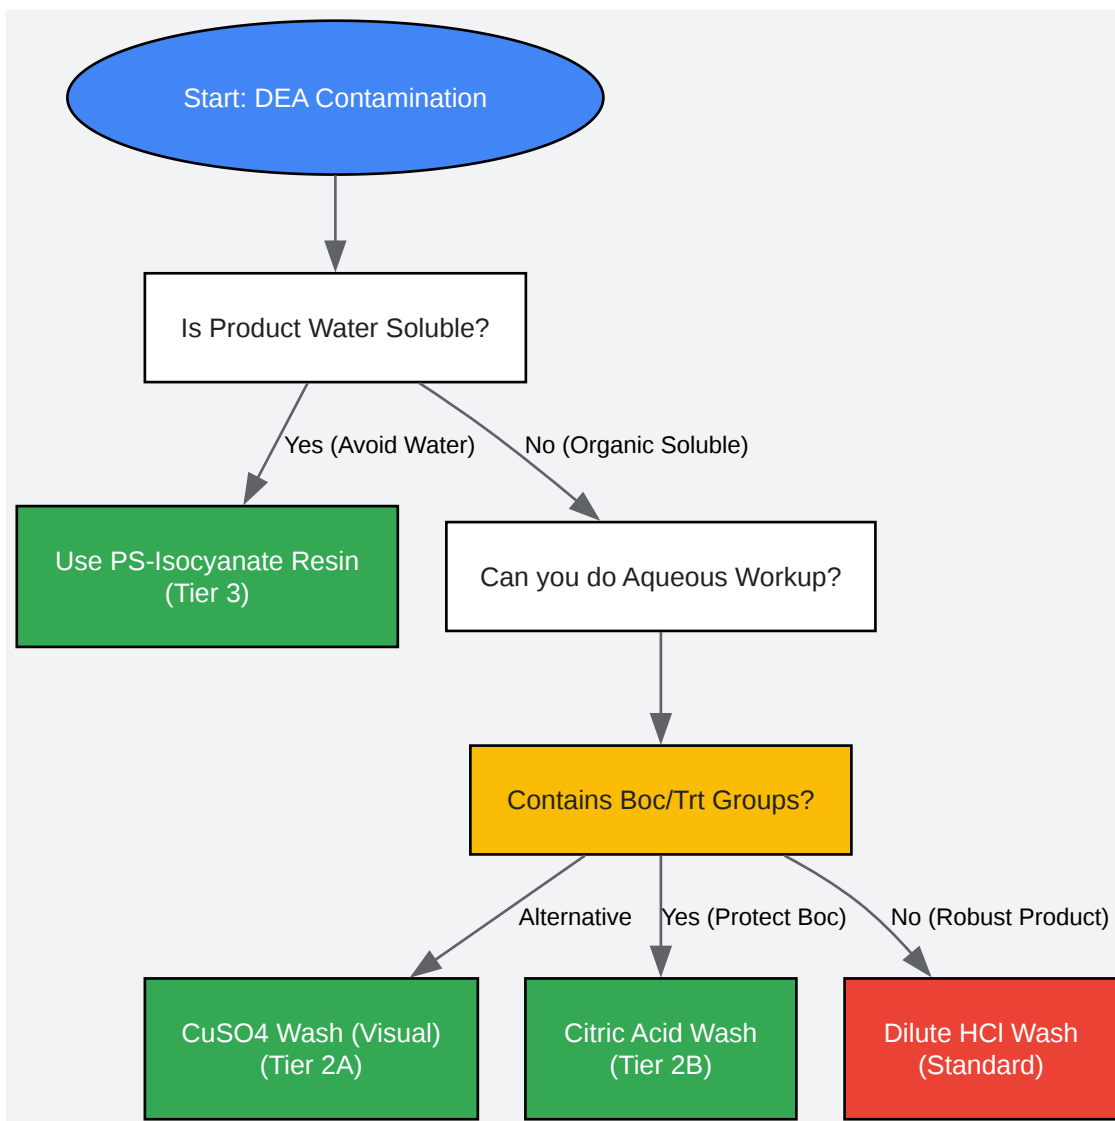 Start: DEA Contamination
Is Product Water Soluble?
Yes (Avoid Water)
No (Organic Soluble)
Use PS-Isocyanate Resin
(Tier 3)
Can you do Aqueous Workup?
Contains Boc/Trt Groups?
Alternative
Yes (Protect Boc)
No (Robust Product)
CuSO4 Wash (Visual)
(Tier 2A)
Citric Acid Wash
(Tier 2B)
Dilute HCl Wash
(Standard)